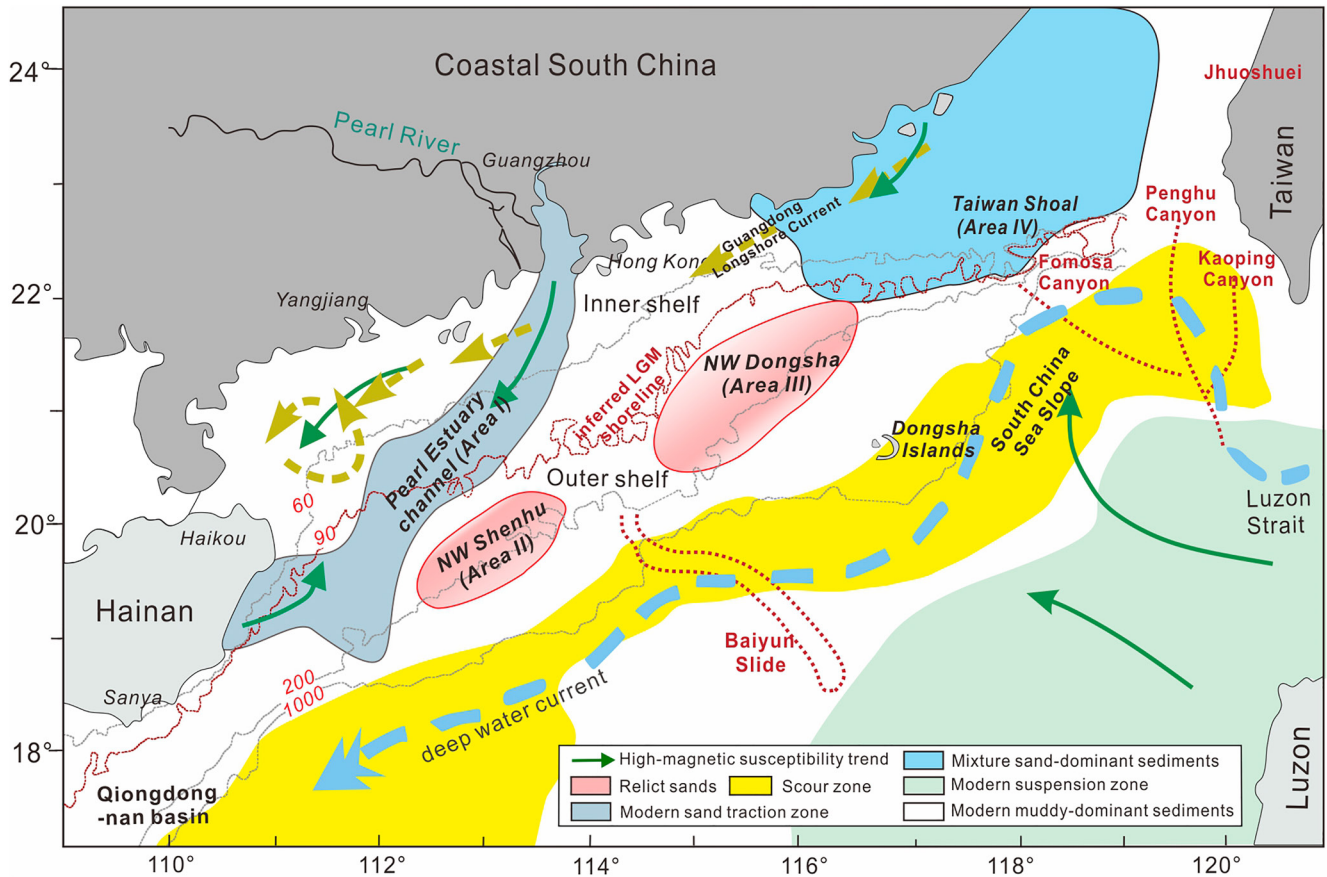 24°
22°
20°
18°
Coastal South China
Jhuoshuei
Pearl River
Guangzhou
Taiwan
Penghu
Canyon
Taiwan Shoal
(Area IV)
Guangdong
Longshore Current
Kaoping
Canyon
Hong Kong
Fomosa
Canyon
Yangjiang
Inner shelf
NW Dongsha
(Area III)
inferred LGM
shoreline
South China
Sea Slope
Pearl Estuary
channel (Area I)
Dongsha
Islands
Outer shelf
60
90
Luzon
Strait
Haikou
NW Shenhu
(Area II)
Hainan
Baiyun
Slide
Sanya
200
1000
deep water current
Qiongdong
-nan basin
Luzon
High-magnetic susceptibility trend
Mixture sand-dominant sediments
Relict sands
Scour zone
Modern suspension zone
Modern sand traction zone
Modern muddy-dominant sediments
110°
112°
114°
116°
118°
120°